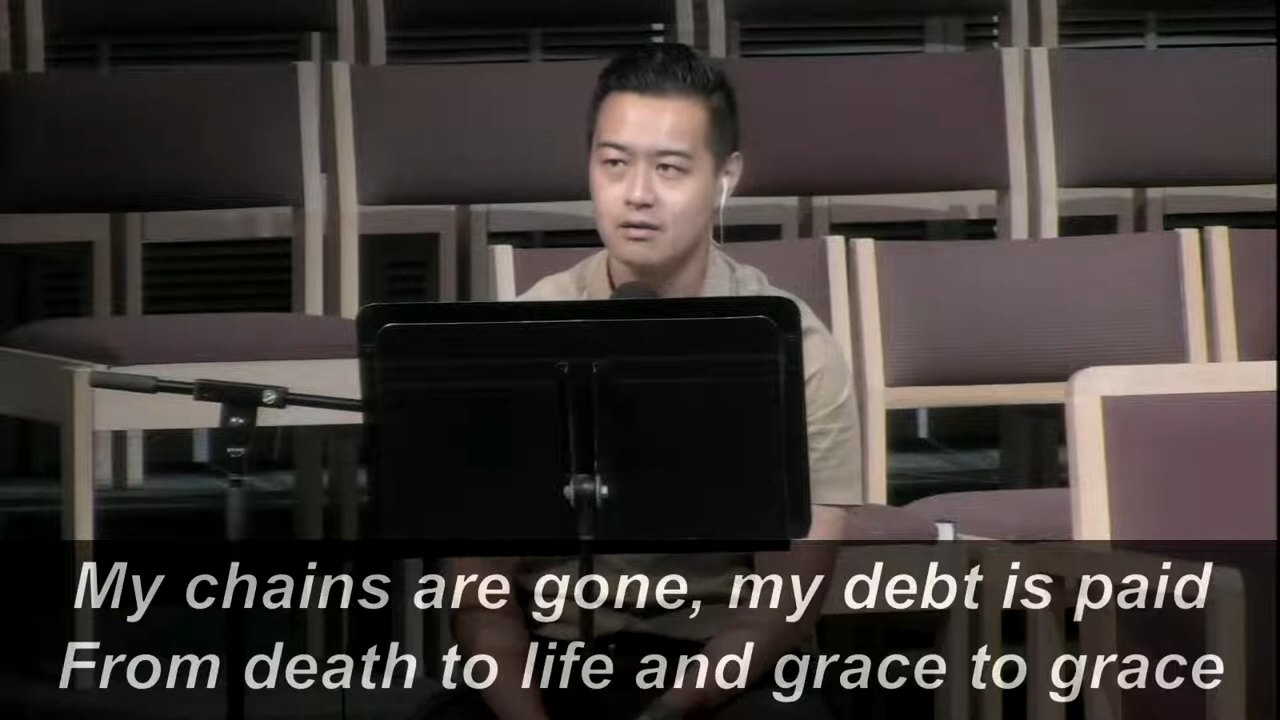 My chains are gone, my debt is paid
From death to life and grace to grace